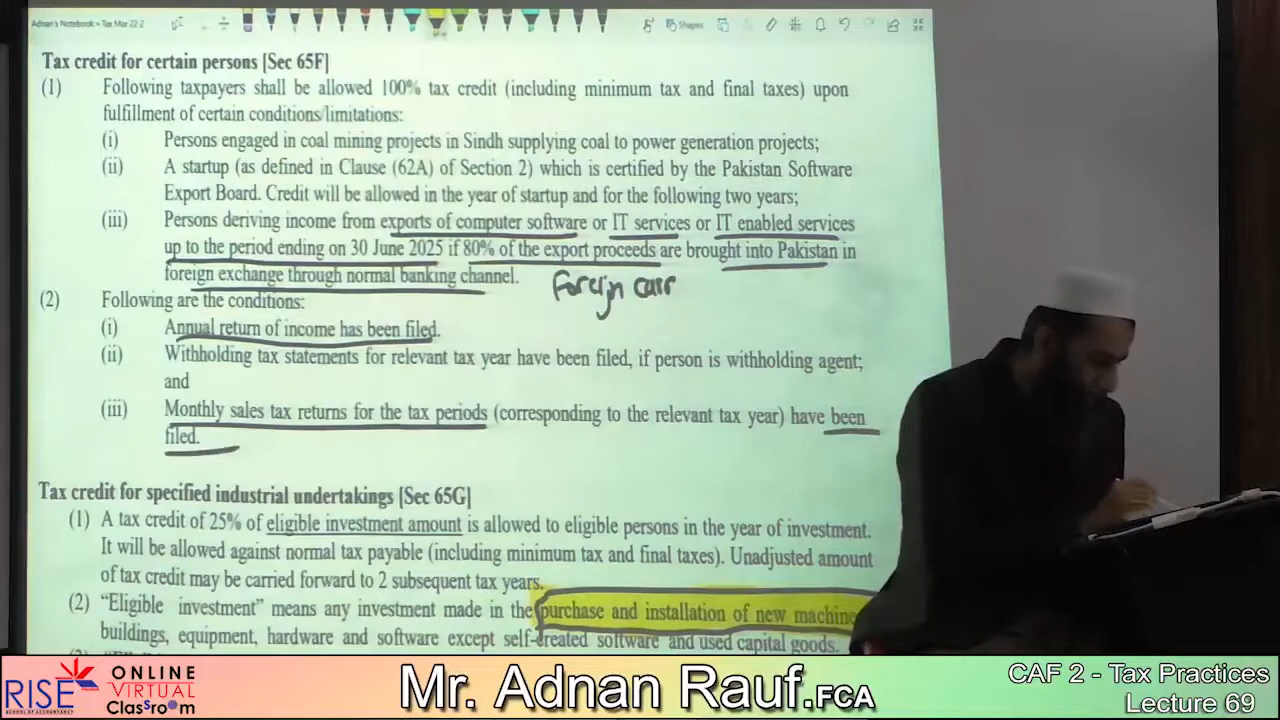 Adnan's Notebook » Tax Mar 22 2
Shapes
Tax credit for certain persons [Sec 65F]
(1) Following taxpayers shall be allowed 100% tax credit (including minimum tax and final taxes) upon
fulfillment of certain conditions/limitations:
(i) Persons engaged in coal mining projects in Sindh supplying coal to power generation projects;
(ii) A startup (as defined in Clause (62A) of Section 2) which is certified by the Pakistan Software
Export Board. Credit will be allowed in the year of startup and for the following two years;
(iii) Persons deriving income from exports of computer software or IT services or IT enabled services
up to the period ending on 30 June 2025 if 80% of the export proceeds are brought into Pakistan in
foreign exchange through normal banking channel.
Foreign curr
(2) Following are the conditions:
(i) Annual return of income has been filed.
(ii) Withholding tax statements for relevant tax year have been filed, if person is withholding agent;
and
(iii) Monthly sales tax returns for the tax periods (corresponding to the relevant tax year) have been
filed.
Tax credit for specified industrial undertakings [Sec 65G]
(1) A tax credit of 25% of eligible investment amount is allowed to eligible persons in the year of investment.
It will be allowed against normal tax payable (including minimum tax and final taxes). Unadjusted amount
of tax credit may be carried forward to 2 subsequent tax years.
(2) "Eligible investment" means any investment made in the purchase and installation of new machine
buildings, equipment, hardware and software except self-created software and used capital goods.
RISE
SCHOOL OF ACCOUNTANCY
ONLINE
VIRTUAL
Classroom
Mr. Adnan Rauf.FCA
CAF 2 - Tax Practices
Lecture 69